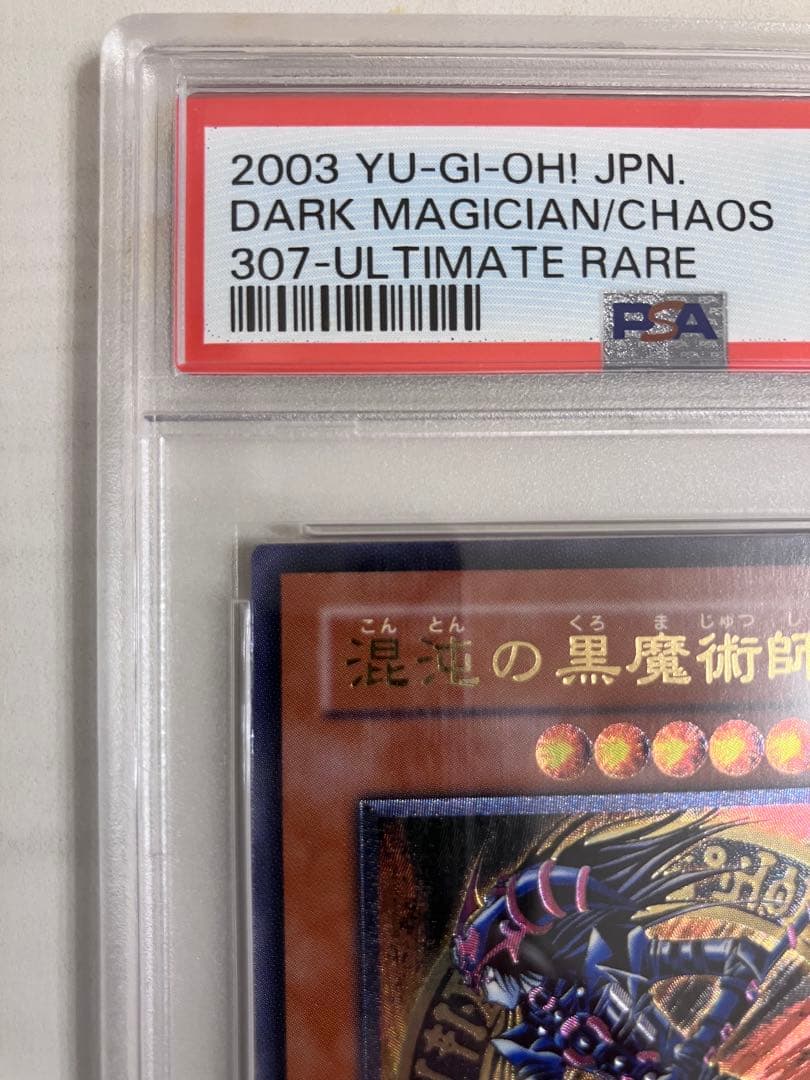 2003 YU-GI-OH! JPN.
DARK MAGICIAN/CHAOS
307-ULTIMATE RARE
PSA
こん とん くろ ま じゅつ し
混沌の黒魔術師